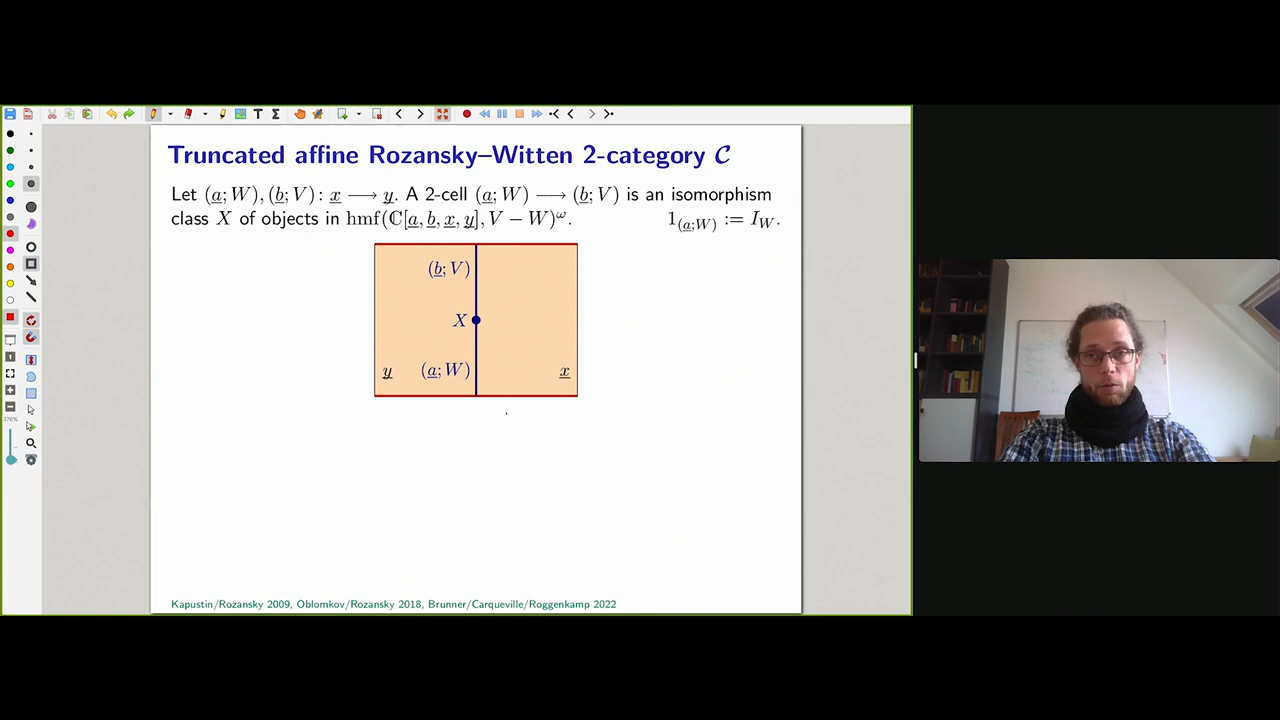 Truncated affine Rozansky–Witten 2-category 𝒞
Let (a̲; W), (b̲; V): x̲ ⟶ y̲. A 2-cell (a̲; W) ⟶ (b̲; V) is an isomorphism
class X of objects in hmf(ℂ[a̲, b̲, x̲, y̲], V − W)^ω. 1_(a̲;W) := I_W.
(b̲; V)
X
y̲ (a̲; W) x̲
Kapustin/Rozansky 2009, Oblomkov/Rozansky 2018, Brunner/Carqueville/Roggenkamp 2022